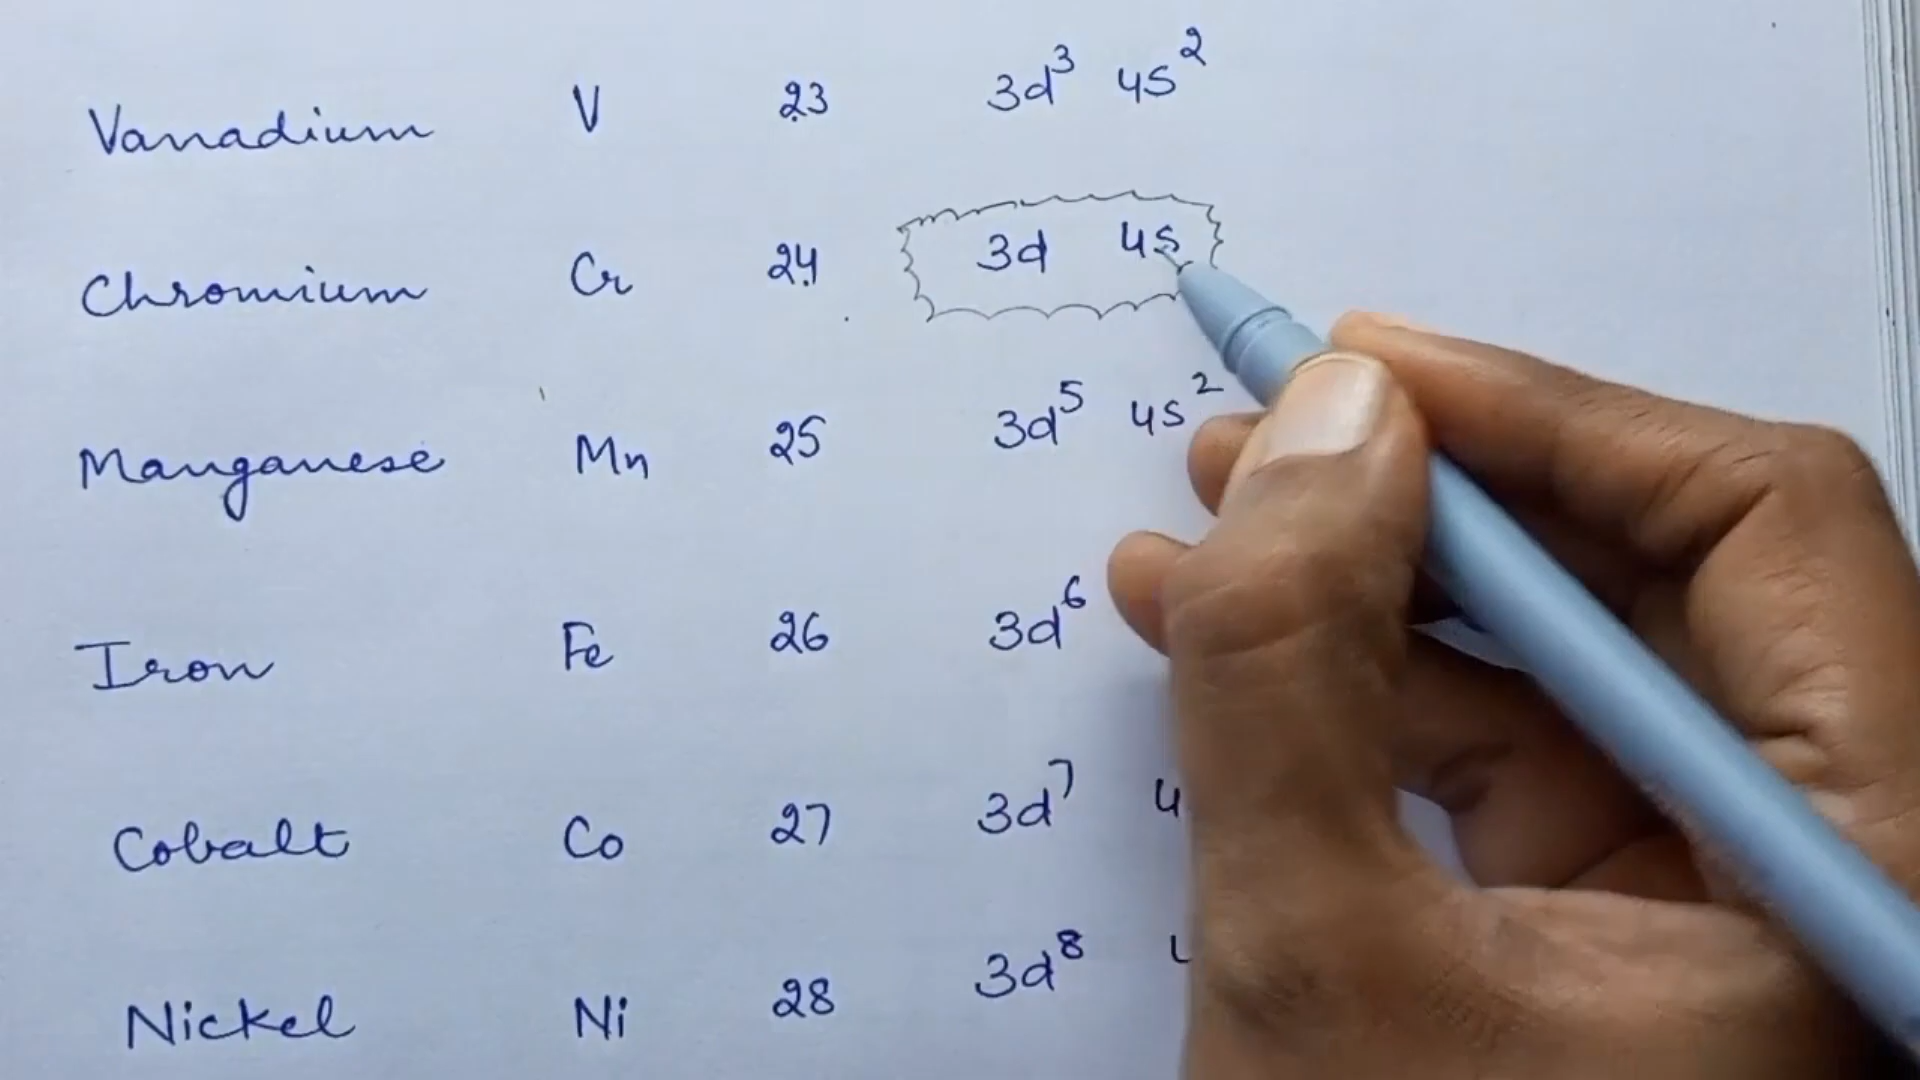 Vanadium V 23 3d³ 4s²
Chromium Cr 24 3d 4s
Manganese Mn 25 3d⁵ 4s²
Iron Fe 26 3d⁶
Cobalt Co 27 3d⁷ 4
Nickel Ni 28 3d⁸